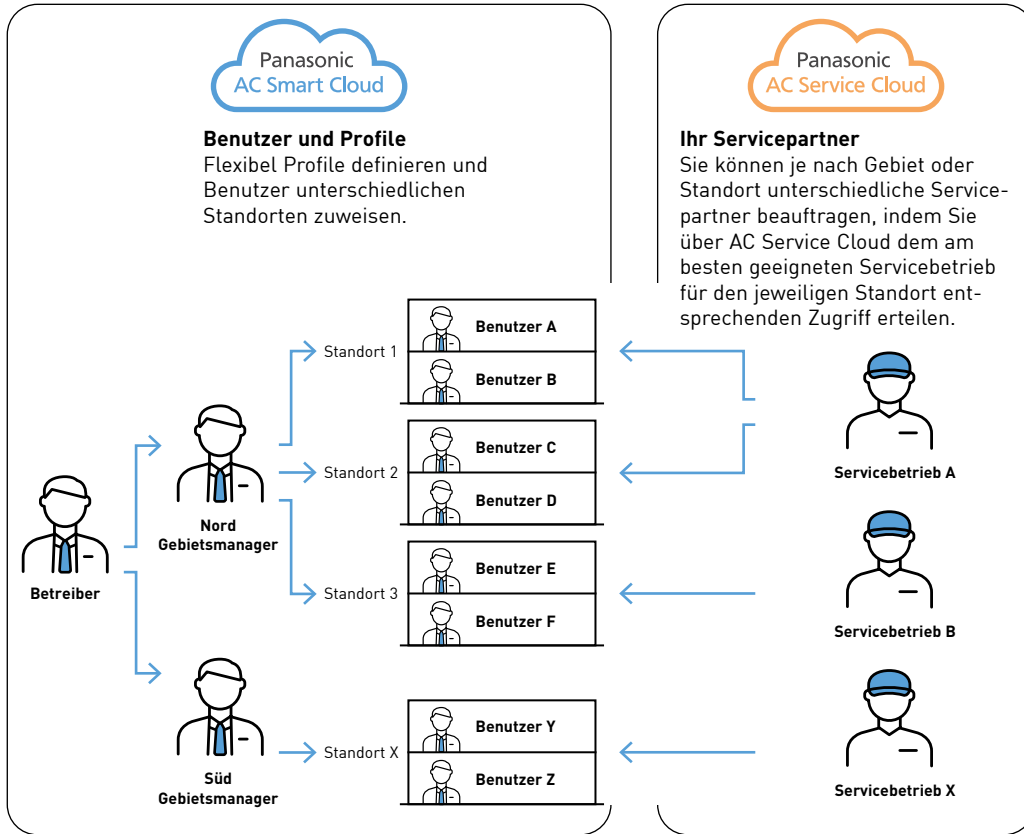 Panasonic
AC Smart Cloud
Benutzer und Profile
Flexibel Profile definieren und
Benutzer unterschiedlichen
Standorten zuweisen.
Panasonic
AC Service Cloud
Ihr Servicepartner
Sie können je nach Gebiet oder
Standort unterschiedliche Service-
partner beauftragen, indem Sie
über AC Service Cloud dem am
besten geeigneten Servicebetrieb
für den jeweiligen Standort ent-
sprechenden Zugriff erteilen.
Betreiber
Nord
Gebietsmanager
Süd
Gebietsmanager
Standort 1
Benutzer A
Benutzer B
Standort 2
Benutzer C
Benutzer D
Standort 3
Benutzer E
Benutzer F
Standort X
Benutzer Y
Benutzer Z
Servicebetrieb A
Servicebetrieb B
Servicebetrieb X